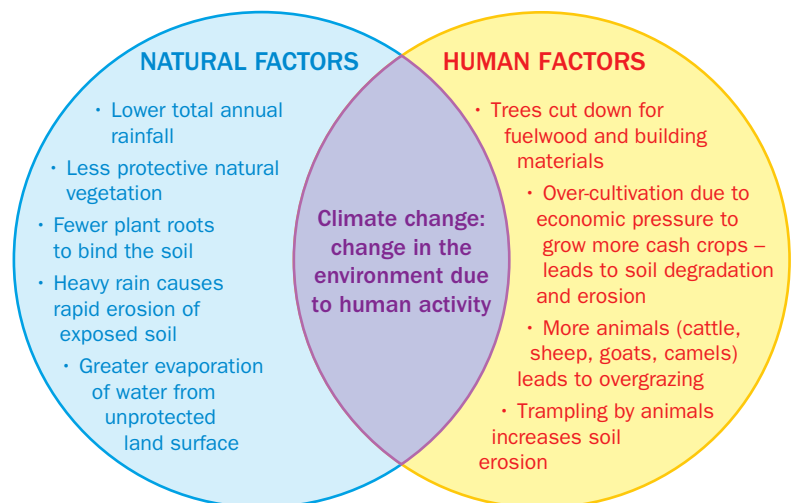 NATURAL FACTORS
· Lower total annual
rainfall
· Less protective natural
vegetation
· Fewer plant roots
to bind the soil
· Heavy rain causes
rapid erosion of
exposed soil
· Greater evaporation
of water from
unprotected
land surface
Climate change:
change in the
environment due
to human activity
HUMAN FACTORS
· Trees cut down for
fuelwood and building
materials
· Over-cultivation due to
economic pressure to
grow more cash crops –
leads to soil degradation
and erosion
· More animals (cattle,
sheep, goats, camels)
leads to overgrazing
· Trampling by animals
increases soil
erosion